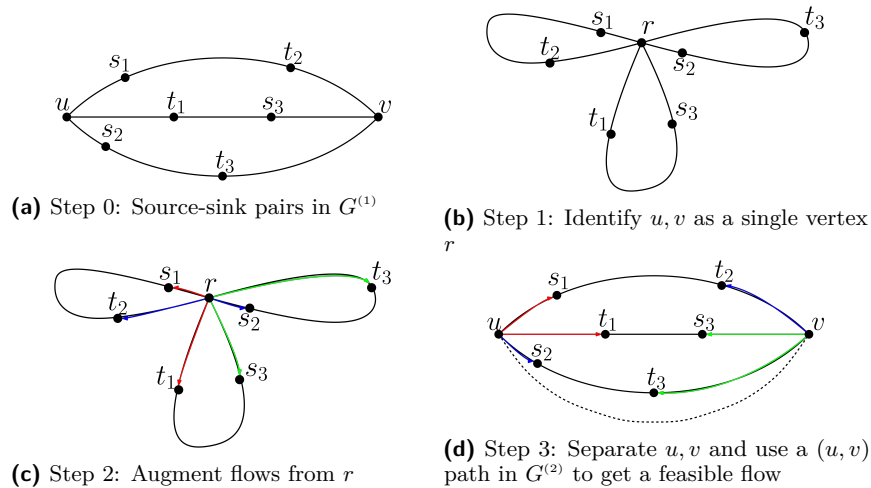 s₁ t₂
u t₁ s₃ v
s₂
t₃
(a) Step 0: Source-sink pairs in G⁽¹⁾
s₁ r t₃
t₂ s₂
t₁ s₃
(b) Step 1: Identify u, v as a single vertex
r
s₁ r t₃
t₂ s₂
t₁ s₃
(c) Step 2: Augment flows from r
s₁ t₂
u t₁ s₃ v
s₂
t₃
(d) Step 3: Separate u, v and use a (u, v)
path in G⁽²⁾ to get a feasible flow